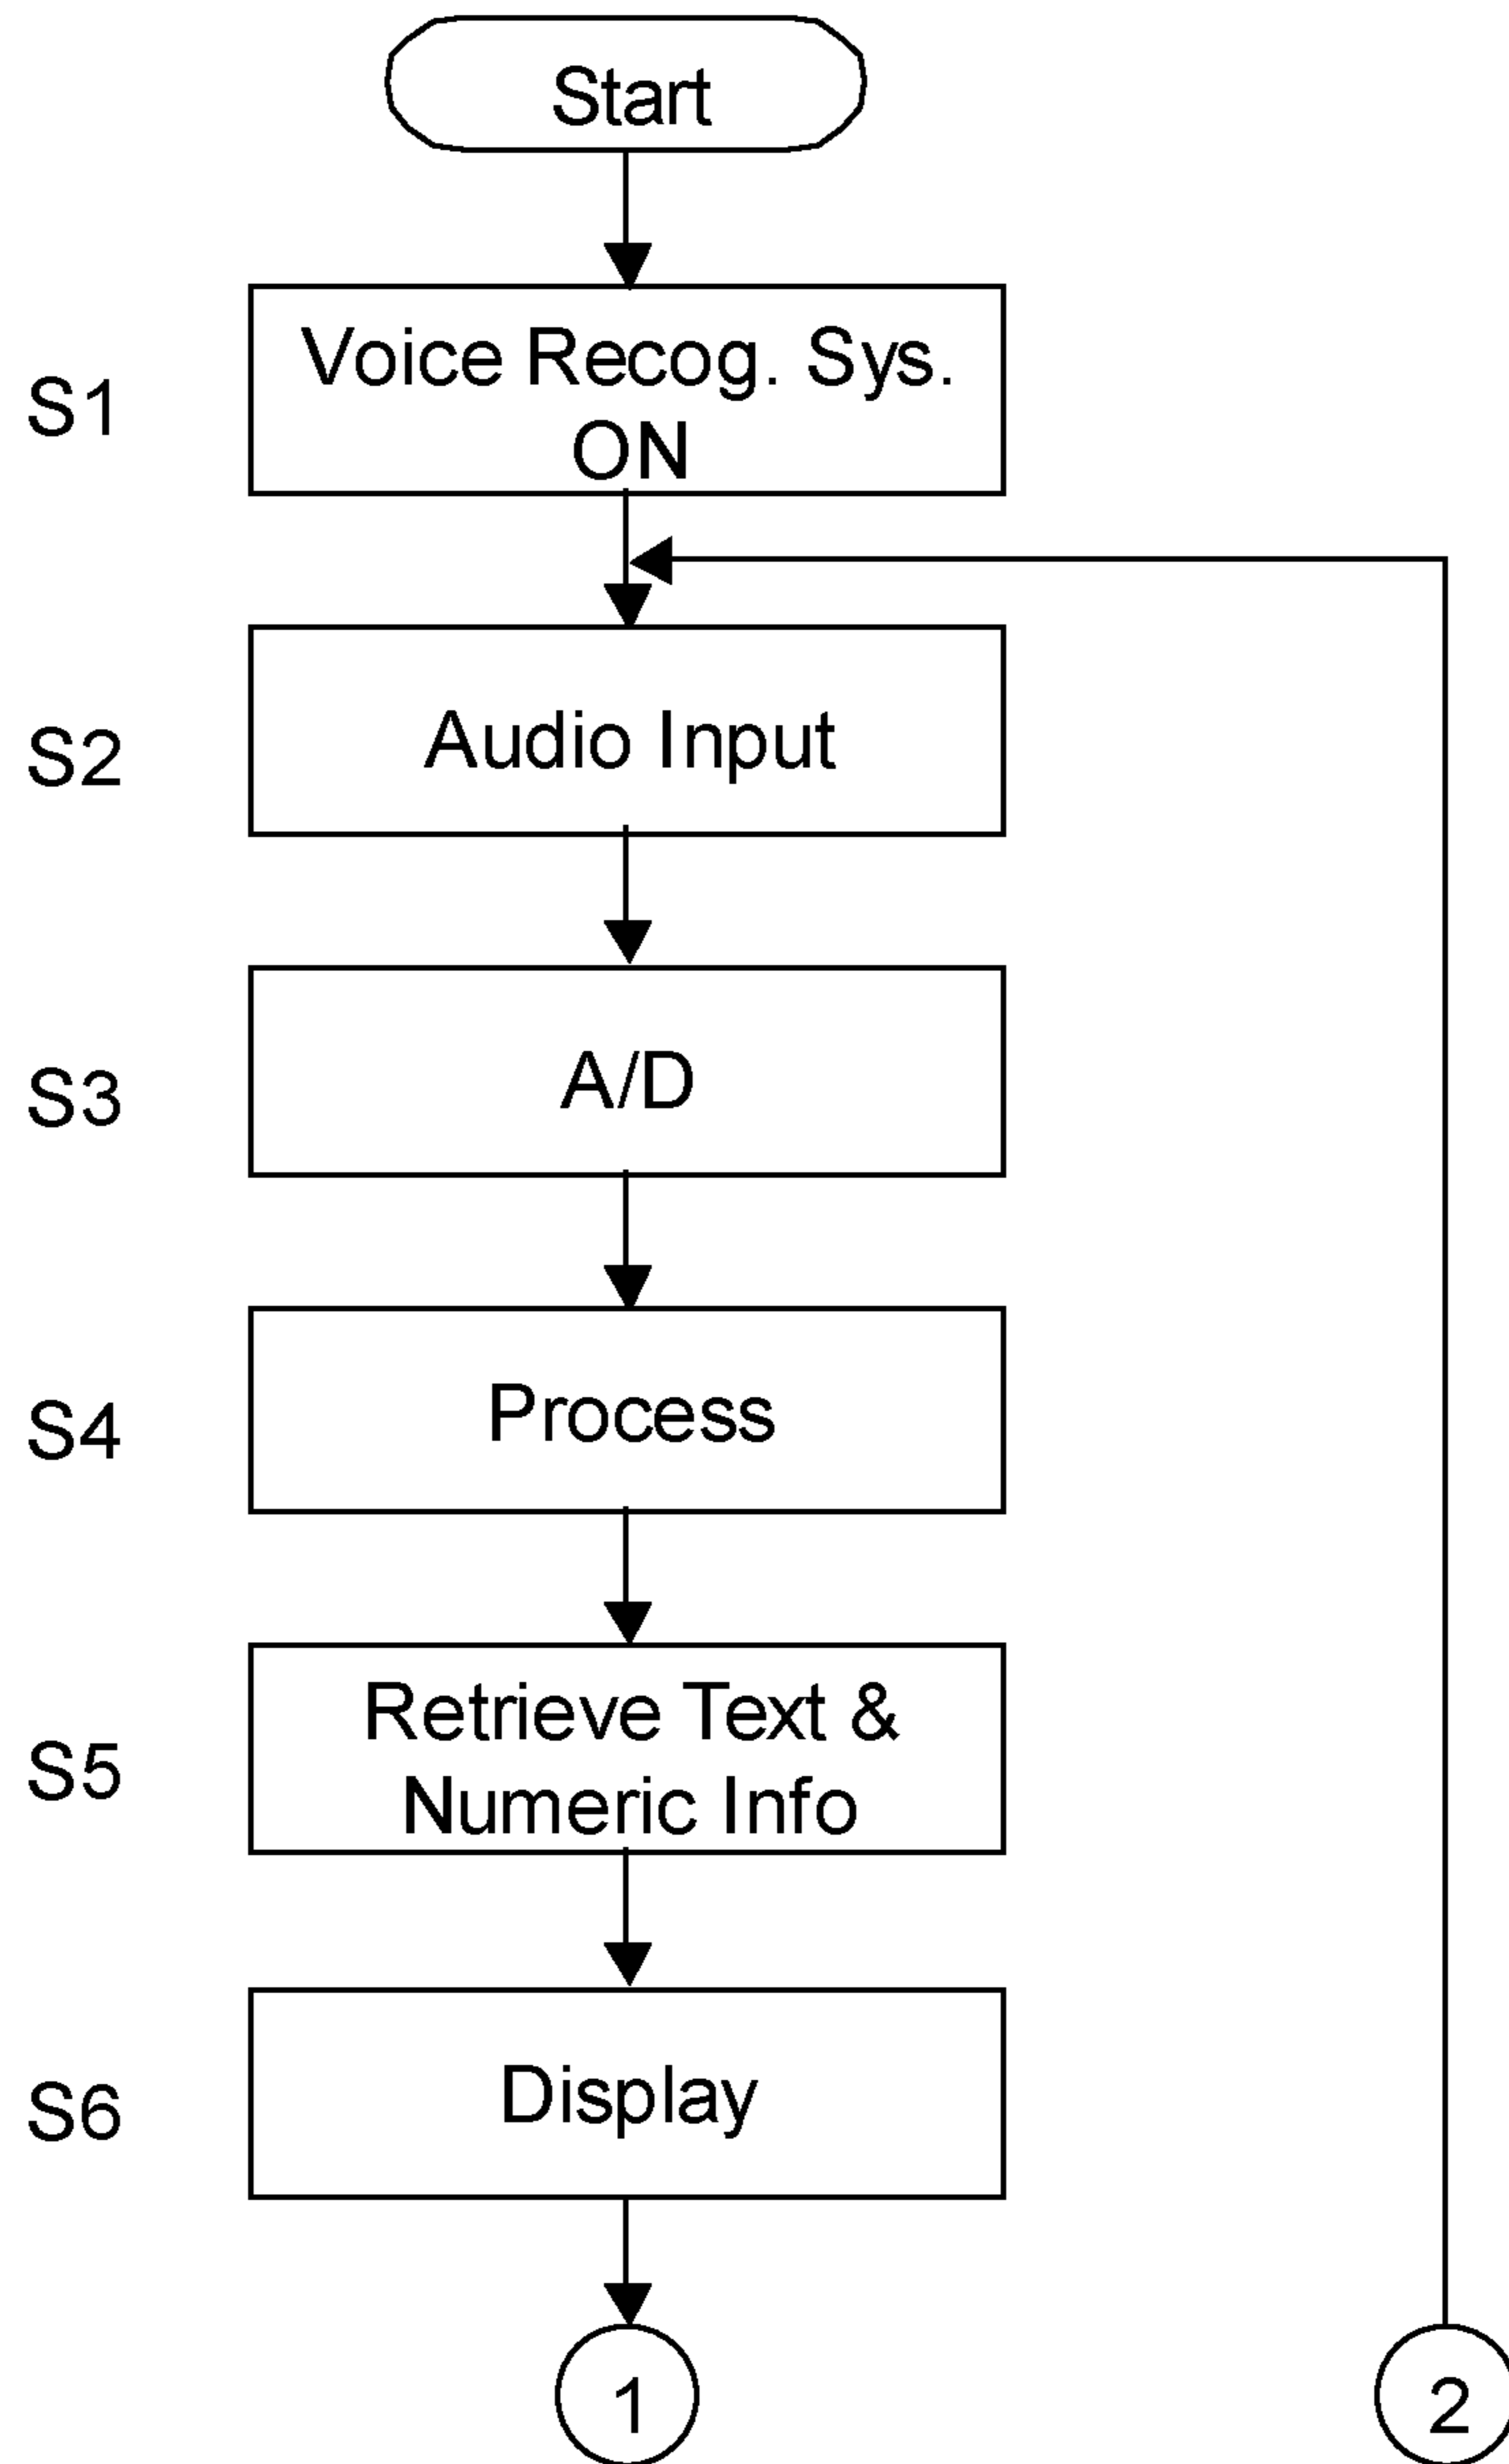 Start
S1
Voice Recog. Sys.
ON
S2
Audio Input
S3
A/D
S4
Process
S5
Retrieve Text &
Numeric Info
S6
Display
1
2